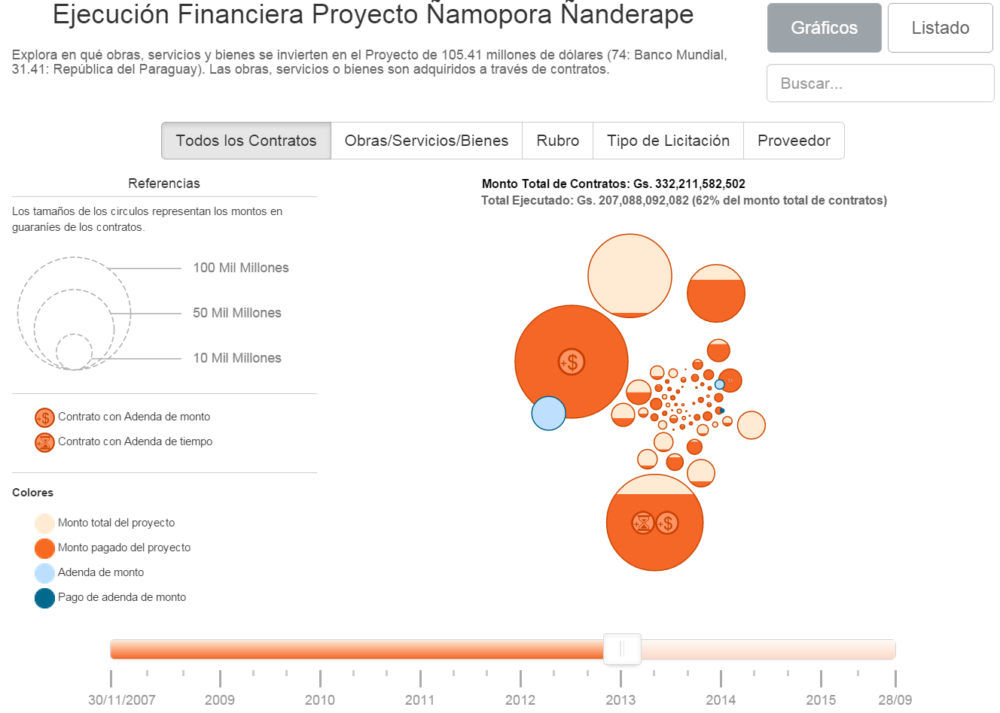 Ejecución Financiera Proyecto Ñamopora Ñanderape
Gráficos
Listado
Explora en qué obras, servicios y bienes se invierten en el Proyecto de 105.41 millones de dólares (74: Banco Mundial,
31.41: República del Paraguay). Las obras, servicios o bienes son adquiridos a través de contratos.
Buscar...
Todos los Contratos
Obras/Servicios/Bienes
Rubro
Tipo de Licitación
Proveedor
Referencias
Los tamaños de los circulos representan los montos en
guaraníes de los contratos.
100 Mil Millones
50 Mil Millones
10 Mil Millones
+$ Contrato con Adenda de monto
+ Contrato con Adenda de tiempo
Colores
Monto total del proyecto
Monto pagado del proyecto
Adenda de monto
Pago de adenda de monto
Monto Total de Contratos: Gs. 332,211,582,502
Total Ejecutado: Gs. 207,088,092,082 (62% del monto total de contratos)
+$
+ +$
30/11/2007
2009
2010
2011
2012
2013
2014
2015
28/09